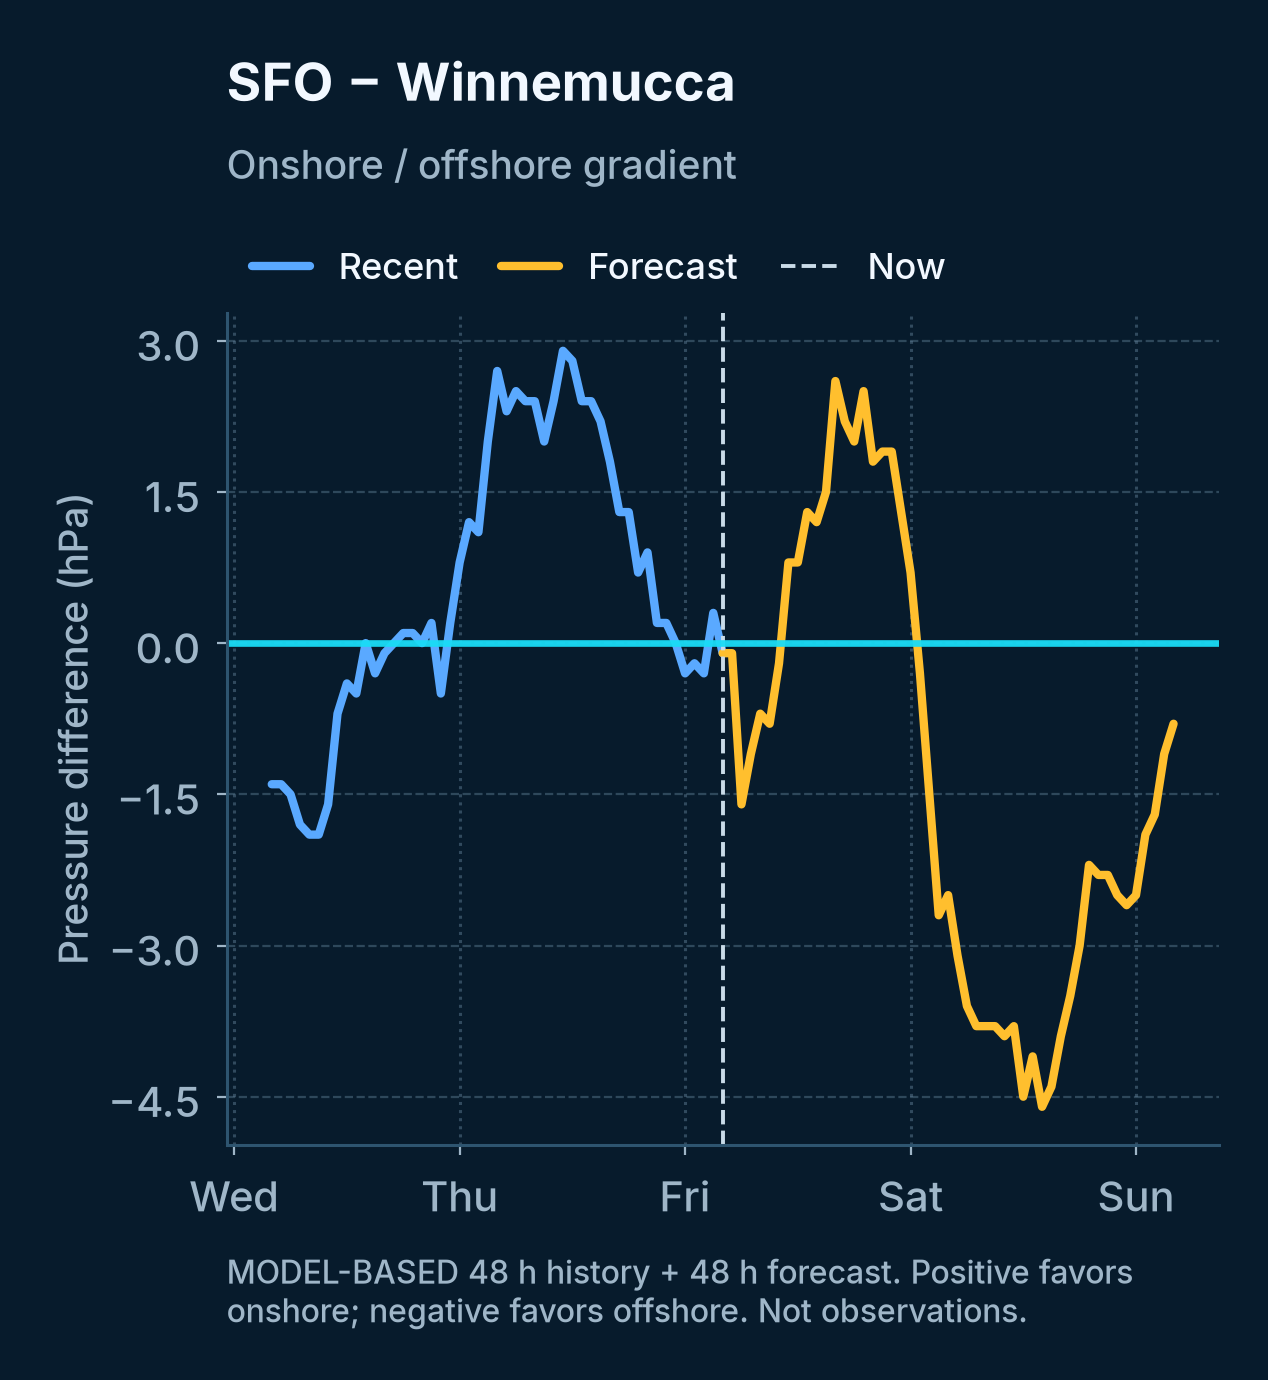 SFO − Winnemucca
Onshore / offshore gradient
Recent Forecast Now
3.0
1.5
0.0
−1.5
−3.0
−4.5
Pressure difference (hPa)
Wed Thu Fri Sat Sun
MODEL-BASED 48 h history + 48 h forecast. Positive favors
onshore; negative favors offshore. Not observations.